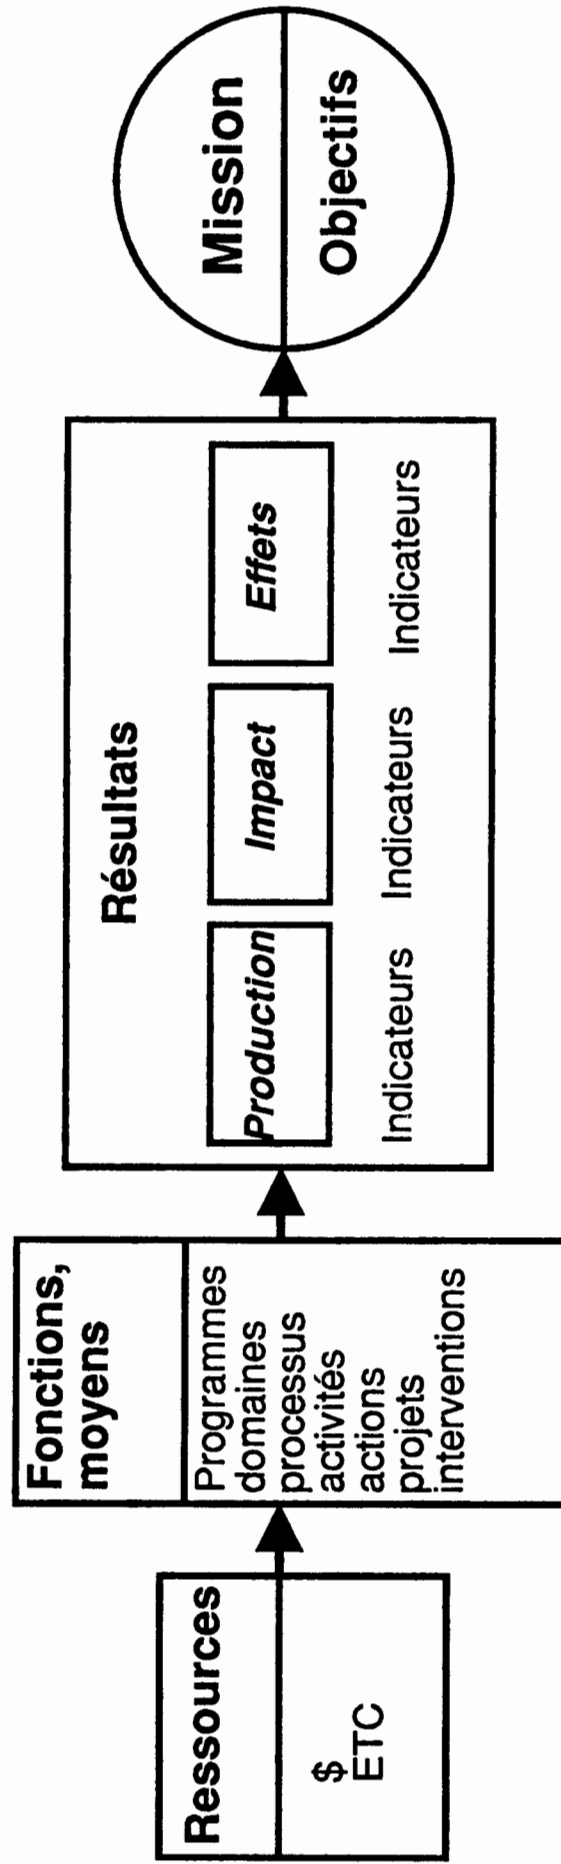 Ressources
$
ETC
Fonctions,
moyens
Programmes
domaines
processus
activités
actions
projets
interventions
Résultats
Production
Impact
Effets
Indicateurs
Indicateurs
Indicateurs
Mission
Objectifs